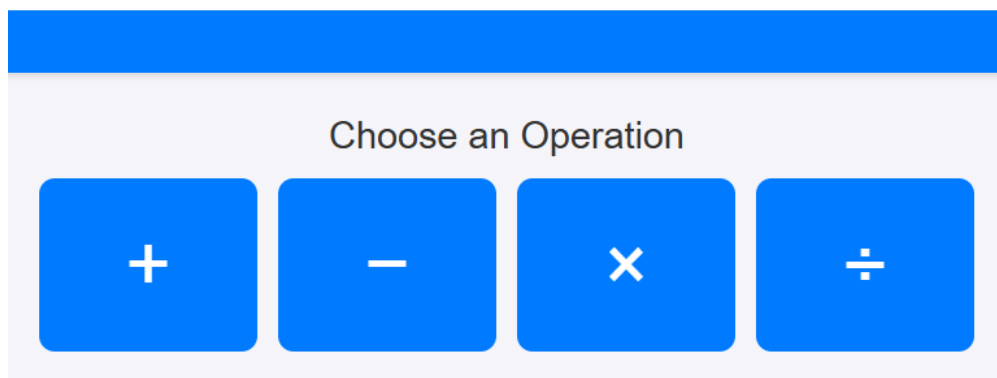 Choose an Operation
+ − × ÷